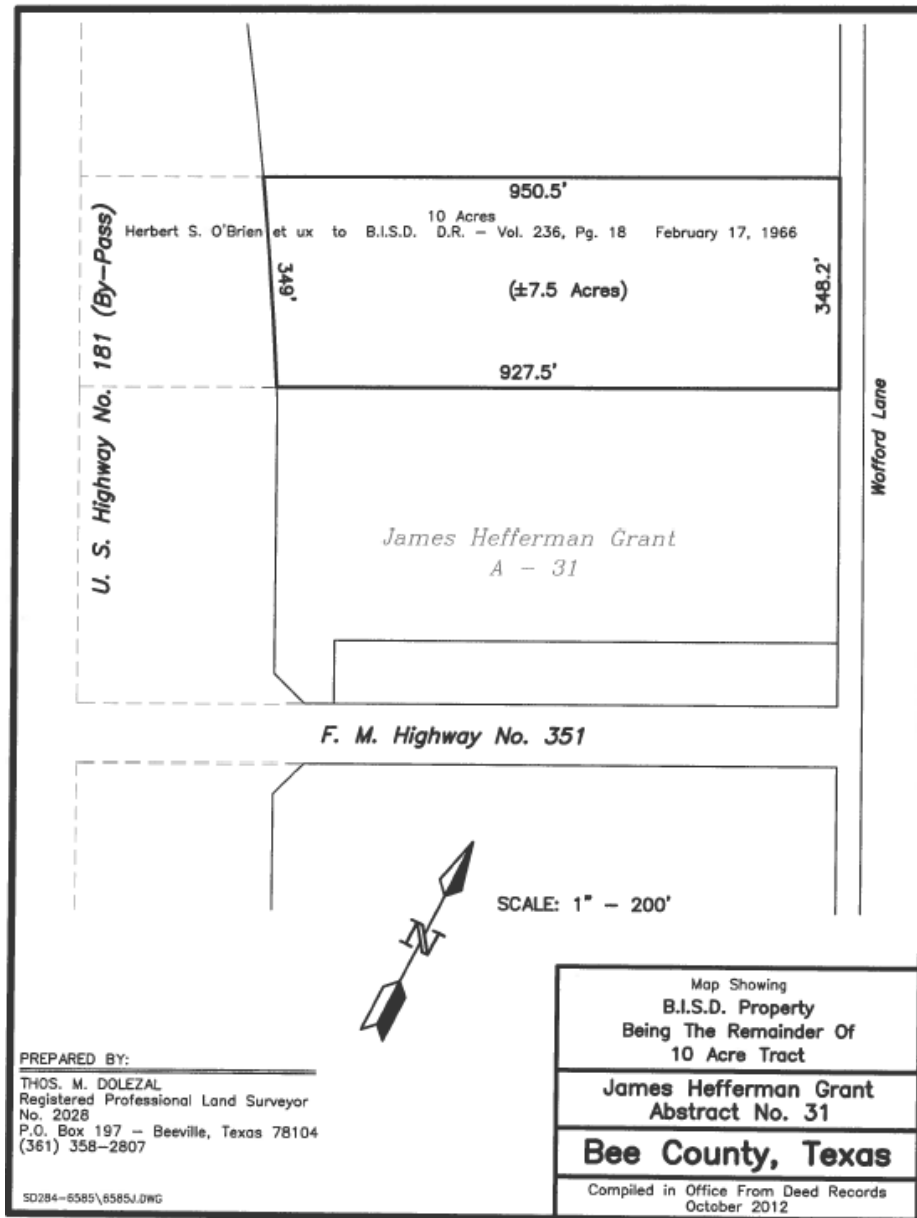 950.5'
10 Acres
Herbert S. O'Brien et ux to B.I.S.D. D.R. – Vol. 236, Pg. 18 February 17, 1966
U. S. Highway No. 181 (By–Pass)
349'
(±7.5 Acres)
348.2'
927.5'
Wofford Lane
James Hefferman Grant
A – 31
F. M. Highway No. 351
N
SCALE: 1" – 200'
PREPARED BY:
THOS. M. DOLEZAL
Registered Professional Land Surveyor
No. 2028
P.O. Box 197 – Beeville, Texas 78104
(361) 358–2807
SD284–6585\6585J.DWG
Map Showing
B.I.S.D. Property
Being The Remainder Of
10 Acre Tract
James Hefferman Grant
Abstract No. 31
Bee County, Texas
Compiled in Office From Deed Records
October 2012